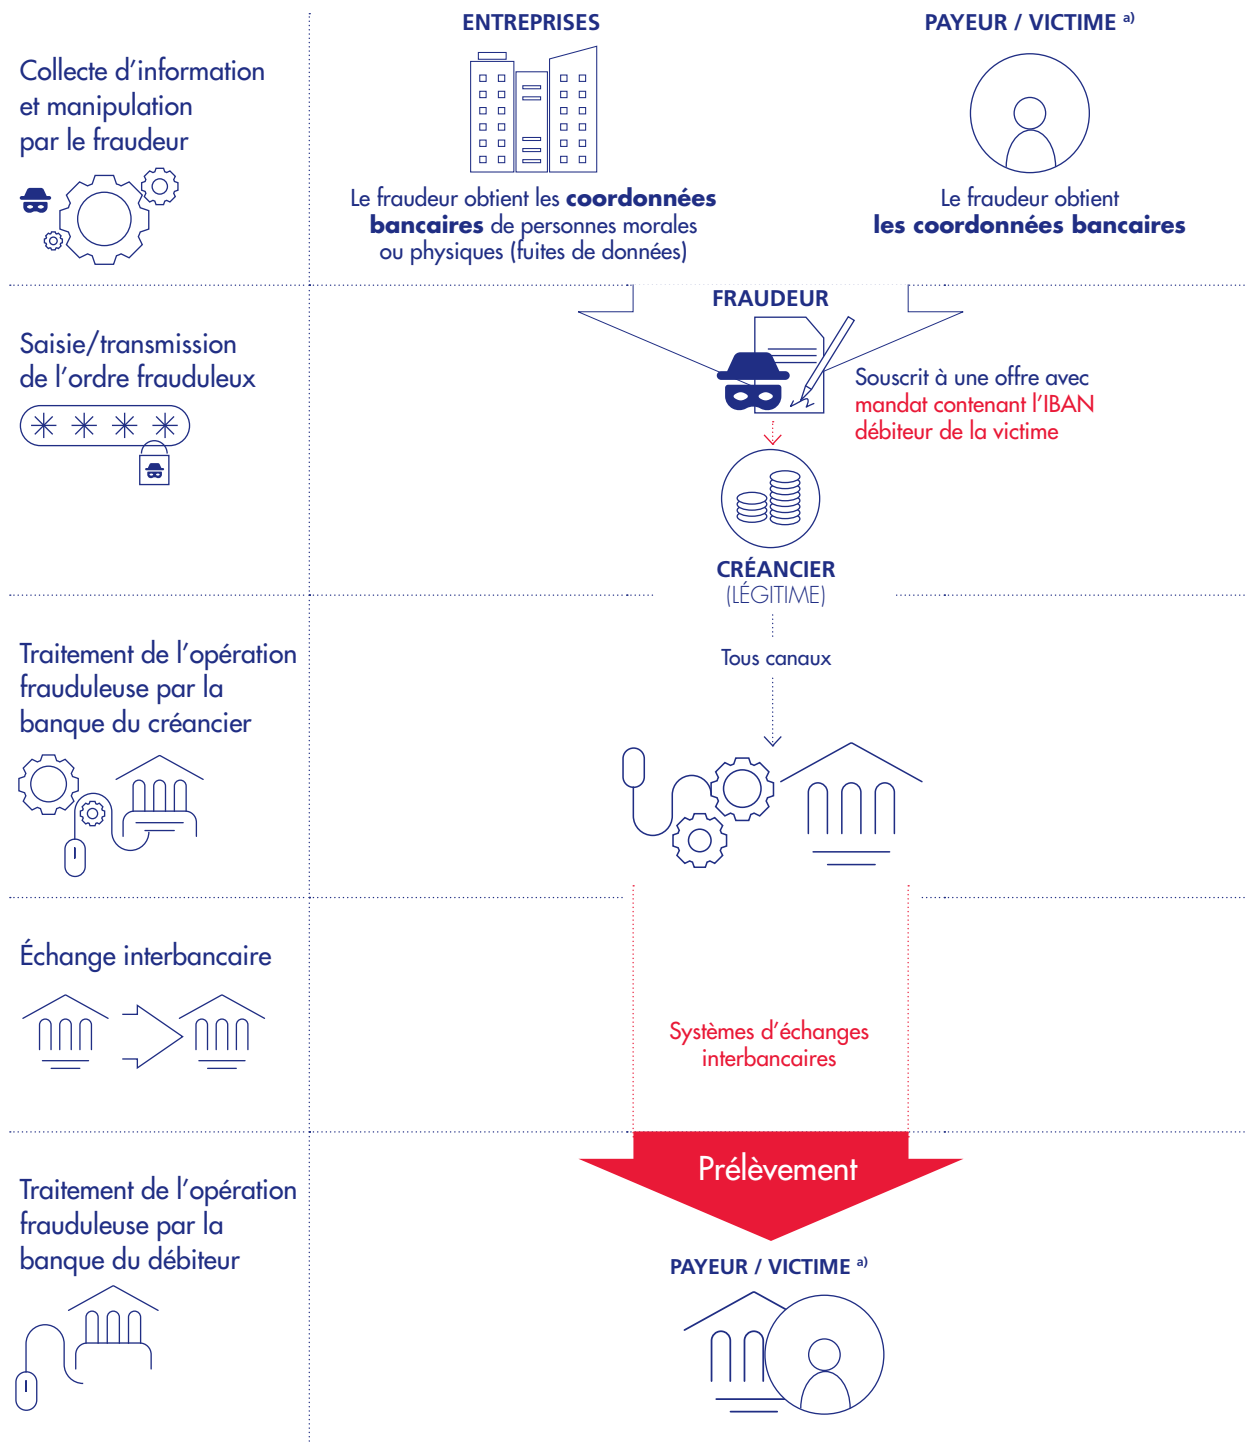 ENTREPRISES
PAYEUR / VICTIME a)
Collecte d’information
et manipulation
par le fraudeur
Le fraudeur obtient les coordonnées
bancaires de personnes morales
ou physiques (fuites de données)
Le fraudeur obtient
les coordonnées bancaires
FRAUDEUR
Saisie/transmission
de l’ordre frauduleux
Souscrit à une offre avec
mandat contenant l’IBAN
débiteur de la victime
CRÉANCIER
(LÉGITIME)
Traitement de l’opération
frauduleuse par la
banque du créancier
Tous canaux
Échange interbancaire
Systèmes d’échanges
interbancaires
Prélèvement
Traitement de l’opération
frauduleuse par la
banque du débiteur
PAYEUR / VICTIME a)